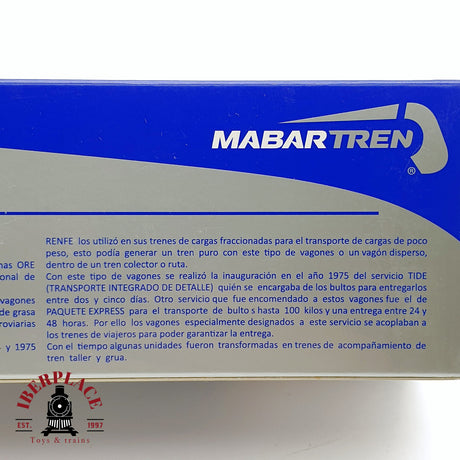 MABARTREN
®
RENFE los utilizó en sus trenes de cargas fraccionadas para el transporte de cargas de poco
peso, esto podía generar un tren puro con este tipo de vagones o un vagón disperso,
dentro de un tren colector o ruta.
Con este tipo de vagones se realizó la inauguración en el año 1975 del servicio TIDE
(TRANSPORTE INTEGRADO DE DETALLE) quién se encargaba de los bultos para entregarlos
entre dos y cinco días. Otro servicio que fue encomendado a estos vagones fue el de
PAQUETE EXPRESS para el transporte de bulto s hasta 100 kilos y una entrega entre 24 y
48 horas. Por ello los vagones especialmente designados a este servicio se acoplaban a
los trenes de viajeros para poder garantizar la entrega.
Con el tiempo algunas unidades fueron transformadas en trenes de acompañamiento de
tren taller y grua.
nas ORE
onal de
vagones
de grasa
roviarias
y 1975
IBERPLACE
EST. 1997
Toys & trains